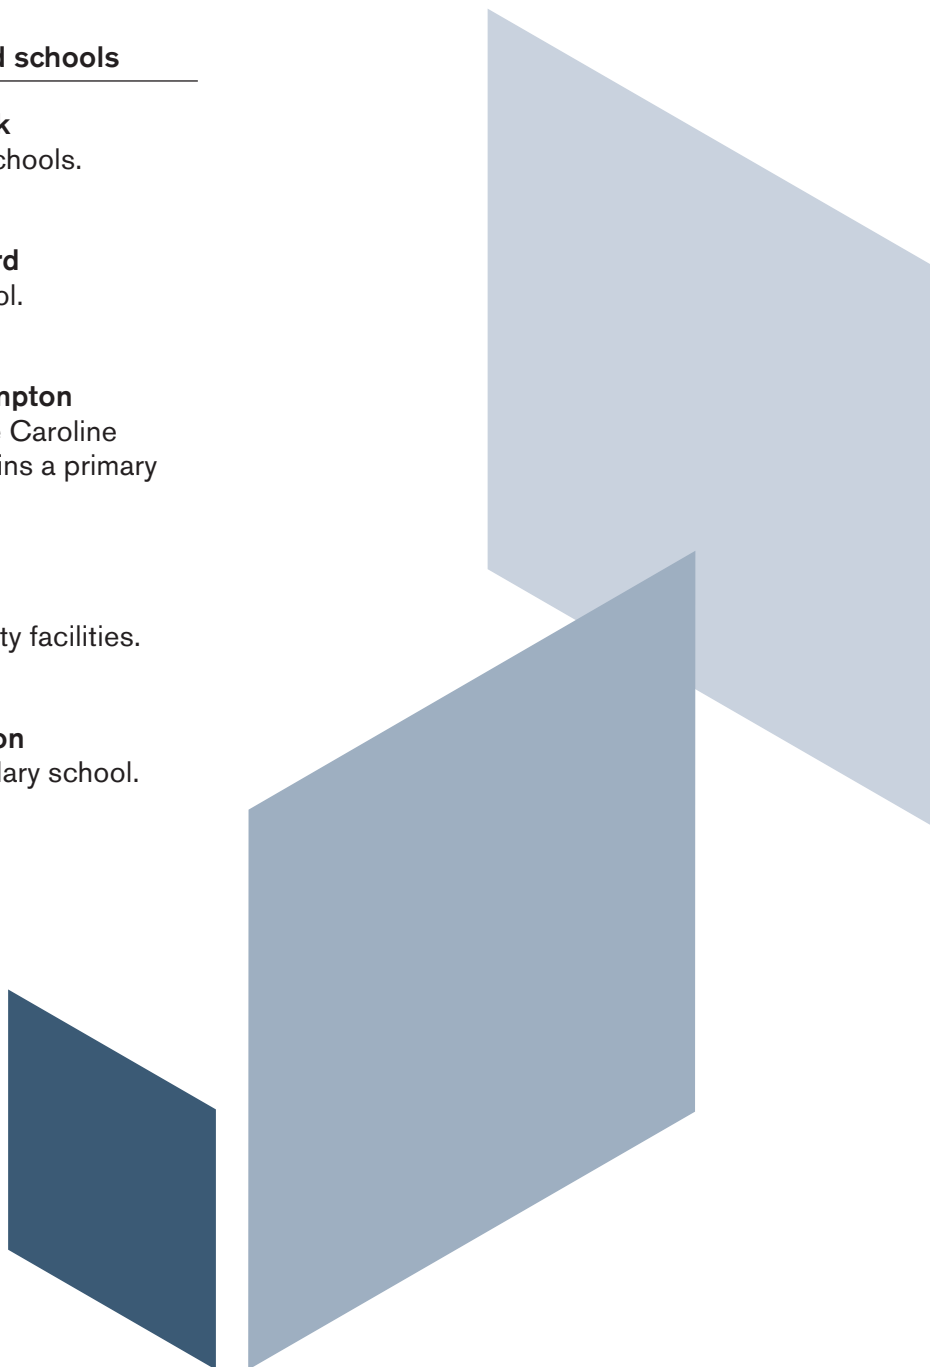 d schools
k
chools.
rd
ol.
mpton
e Caroline
ins a primary
ty facilities.
on
dary school.